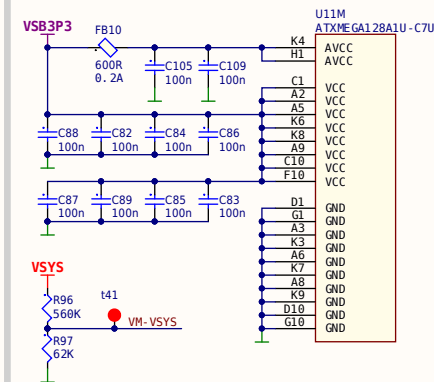 U11M
ATXMEGA128A1U-C7U
VSB3P3
FB10
600R
0.2A
C105
100n
C109
100n
K4 AVCC
H1 AVCC
C1 VCC
A2 VCC
A5 VCC
K6 VCC
K8 VCC
A9 VCC
C10 VCC
F10 VCC
C88
100n
C82
100n
C84
100n
C86
100n
C87
100n
C89
100n
C85
100n
C83
100n
D1 GND
G1 GND
A3 GND
K3 GND
A6 GND
K7 GND
A8 GND
K9 GND
D10 GND
G10 GND
VSYS
R96
560K
t41
VM-VSYS
R97
62K